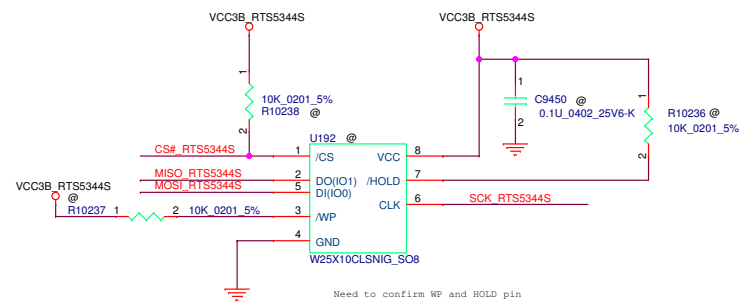 VCC3B_RTS5344S VCC3B_RTS5344S
1 1 1
10K_0201_5% C9450 @ R10236 @
R10238 @ 0.1U_0402_25V6-K 10K_0201_5%
2 2 2
U192 @
CS#_RTS5344S 1 /CS VCC 8
MISO_RTS5344S 2 DO(IO1) /HOLD 7
MOSI_RTS5344S 5 DI(IO0)
VCC3B_RTS5344S
@
CLK 6 SCK_RTS5344S
R10237 1 2 10K_0201_5% 3 /WP
4 GND
W25X10CLSNIG_SO8
Need to confirm WP and HOLD pin